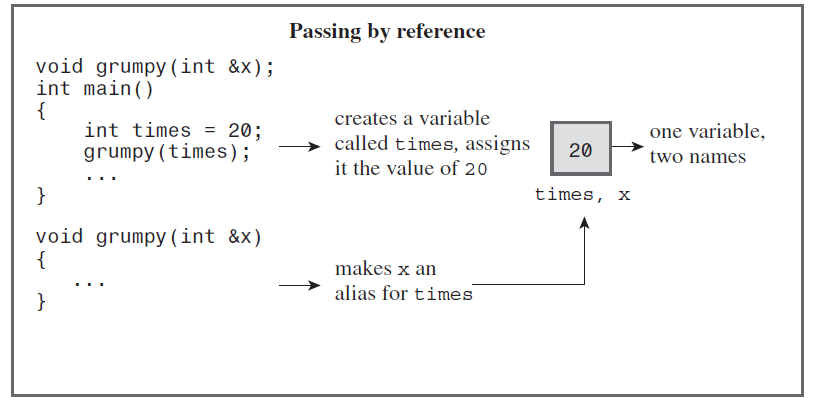 Passing by reference
void grumpy(int &x);
int main()
{
    int times = 20;
    grumpy(times);
    ...
}
creates a variable
called times, assigns
it the value of 20
20
times, x
one variable,
two names
void grumpy(int &x)
{
   ...
}
makes x an
alias for times